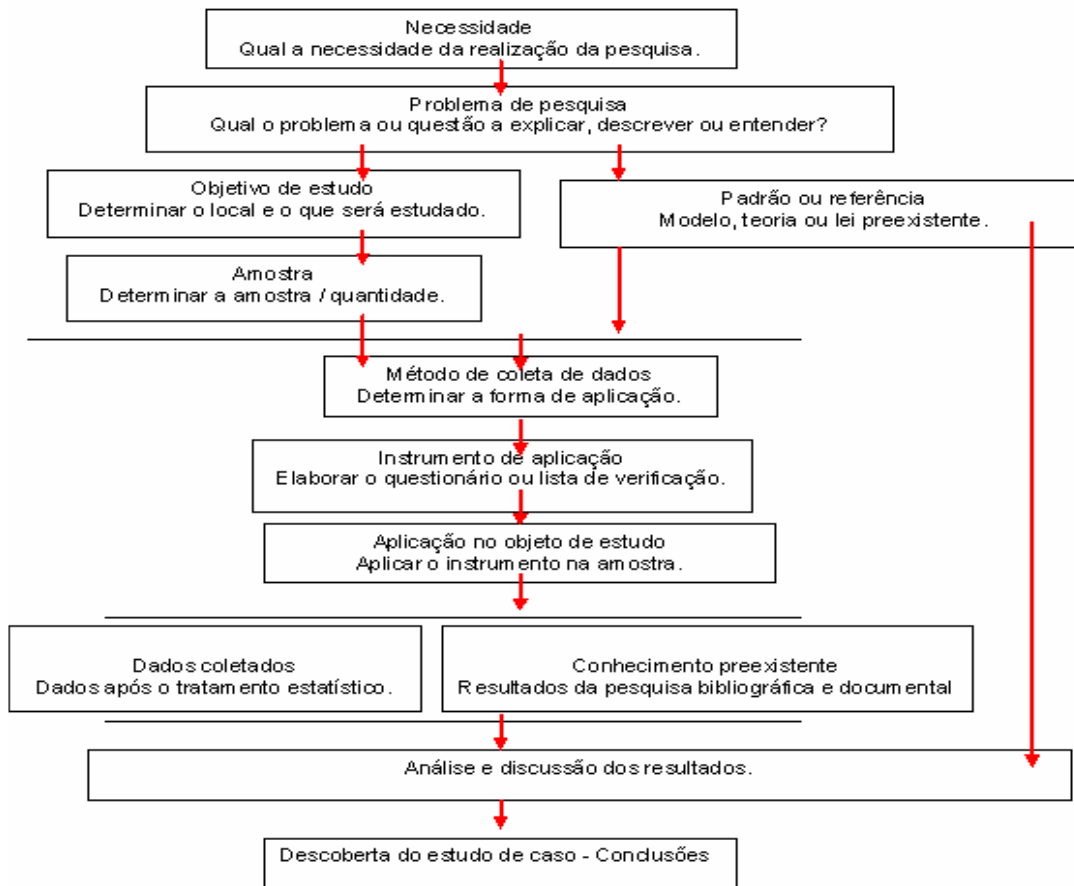 Necessidade
Qual a necessidade da realização da pesquisa.
Problema de pesquisa
Qual o problema ou questão a explicar, descrever ou entender?
Objetivo de estudo
Determinar o local e o que será estudado.
Padrão ou referência
Modelo, teoria ou lei preexistente.
Amostra
Determinar a amostra / quantidade.
Método de coleta de dados
Determinar a forma de aplicação.
Instrumento de aplicação
Elaborar o questionário ou lista de verificação.
Aplicação no objeto de estudo
Aplicar o instrumento na amostra.
Dados coletados
Dados após o tratamento estatístico.
Conhecimento preexistente
Resultados da pesquisa bibliográfica e documental
Análise e discussão dos resultados.
Descoberta do estudo de caso - Conclusões